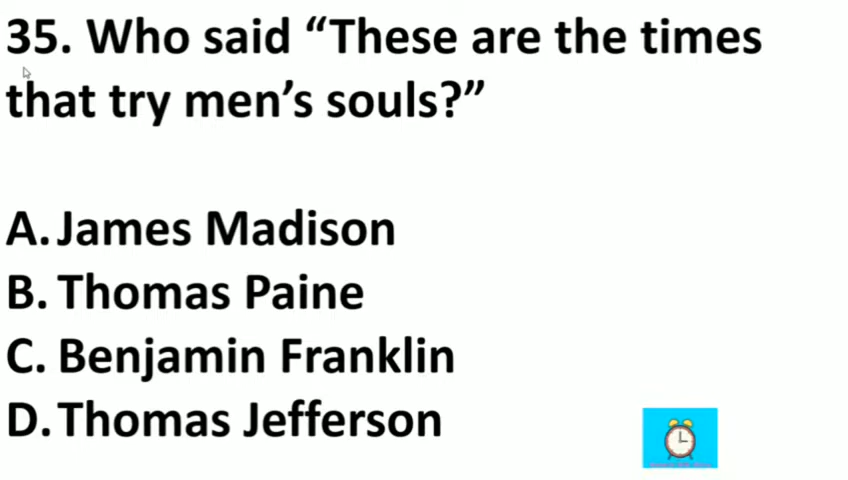 35. Who said “These are the times
that try men’s souls?”
A. James Madison
B. Thomas Paine
C. Benjamin Franklin
D. Thomas Jefferson